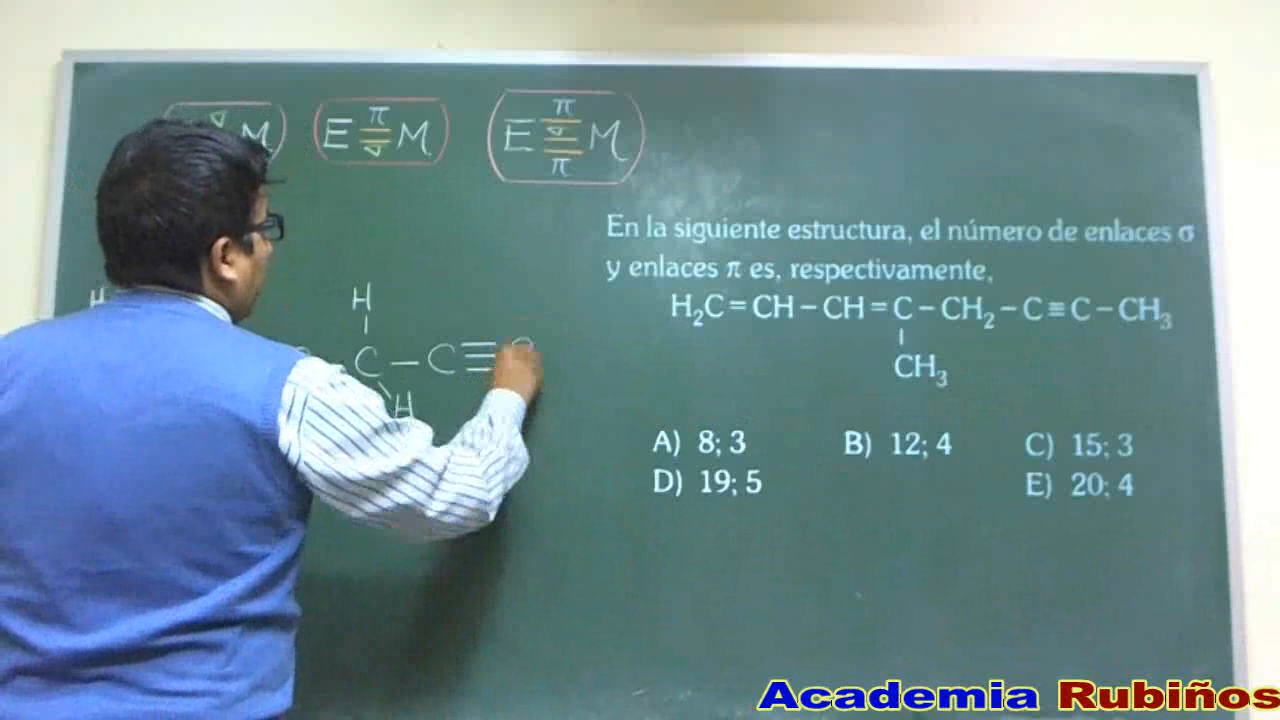 σ M
E π σ M
E π σ π M
En la siguiente estructura, el número de enlaces σ
y enlaces π es, respectivamente,
H₂C=CH−CH=C−CH₂−C≡C−CH₃
CH₃
H
H
C−C≡
H
A) 8; 3 B) 12; 4 C) 15; 3
D) 19; 5 E) 20; 4
Academia Rubiños